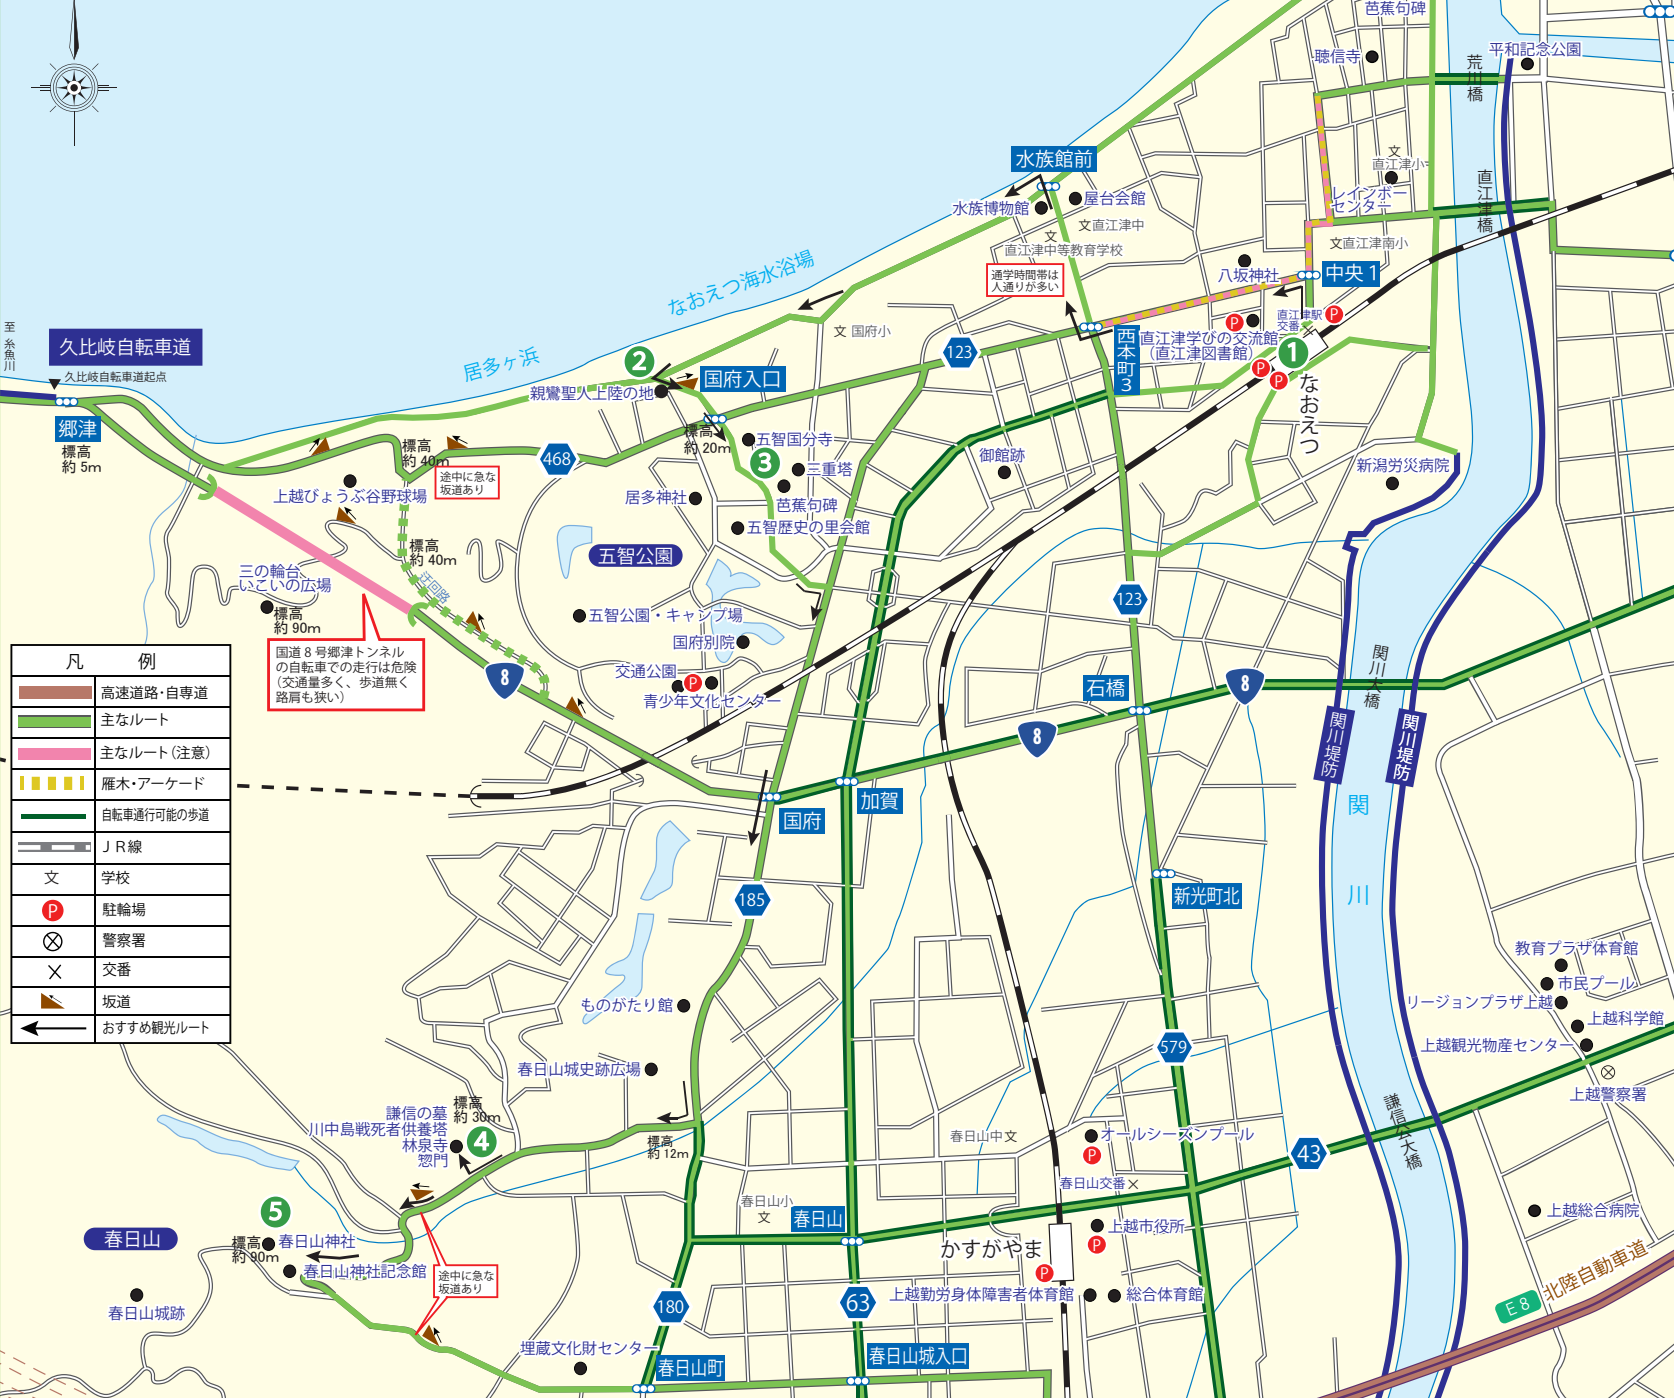 芭蕉句碑
聴信寺
荒川橋
平和記念公園
文
直江津小
レインボー
センター
直江津橋
文直江津南小
水族館前
水族博物館
屋台会館
文直江津中
文
直江津中等教育学校
通学時間帯は
人通りが多い
八坂神社
中央1
直江津駅
交番
P
P
直江津学びの交流館
(直江津図書館)
1
P
P
なおえつ
西本町3
なおえつ海水浴場
文 国府小
123
居多ヶ浜
至 糸魚川
久比岐自転車道
久比岐自転車道起点
郷津
標高
約 5m
2
親鸞聖人上陸の地
国府入口
標高
約 20m
五智国分寺
3
三重塔
芭蕉句碑
居多神社
五智歴史の里会館
御館跡
新潟労災病院
468
標高
約 40m
途中に急な
坂道あり
上越びょうぶ谷野球場
標高
約 40m
迂回路
三の輪台
いこいの広場
標高
約 90m
国道8号郷津トンネル
の自転車での走行は危険
(交通量多く、歩道無く
路肩も狭い)
五智公園
五智公園・キャンプ場
国府別院
交通公園
P
青少年文化センター
8
123
石橋
8
8
関川大橋
関川堤防
関川堤防
関
川
凡 例
高速道路・自専道
主なルート
主なルート(注意)
雁木・アーケード
自転車通行可能の歩道
JR線
文 学校
P 駐輪場
警察署
交番
坂道
おすすめ観光ルート
国府
加賀
185
新光町北
ものがたり館
春日山城史跡広場
579
教育プラザ体育館
市民プール
リージョンプラザ上越
上越科学館
上越観光物産センター
上越警察署
謙信公大橋
謙信の墓
川中島戦死者供養塔
林泉寺
惣門
標高
約 30m
4
標高
約 12m
春日山中文
オールシーズンプール
P
43
春日山交番
春日山小
文
春日山
かすがやま
上越市役所
P
P
上越総合病院
5
春日山
標高
約 90m
春日山神社
春日山神社記念館
春日山城跡
途中に急な
坂道あり
180
63
上越勤労身体障害者体育館
総合体育館
E8
北陸自動車道
埋蔵文化財センター
春日山町
春日山城入口